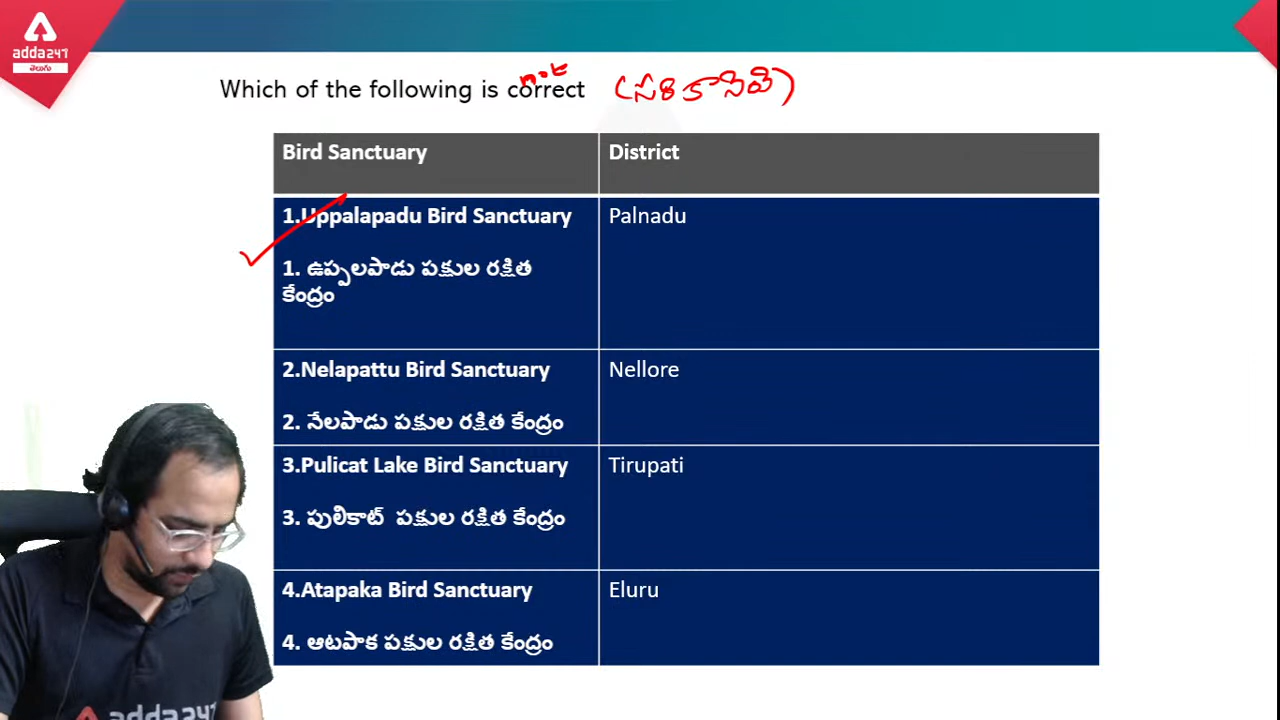 adda247
తెలుగు
not
Which of the following is correct (సరికానిది)
Bird Sanctuary District
1.Uppalapadu Bird Sanctuary Palnadu
1. ఉప్పలపాడు పక్షుల రక్షిత
కేంద్రం
2.Nelapattu Bird Sanctuary Nellore
2. నేలపాడు పక్షుల రక్షిత కేంద్రం
3.Pulicat Lake Bird Sanctuary Tirupati
3. పులికాట్ పక్షుల రక్షిత కేంద్రం
4.Atapaka Bird Sanctuary Eluru
4. ఆటపాక పక్షుల రక్షిత కేంద్రం
adda247